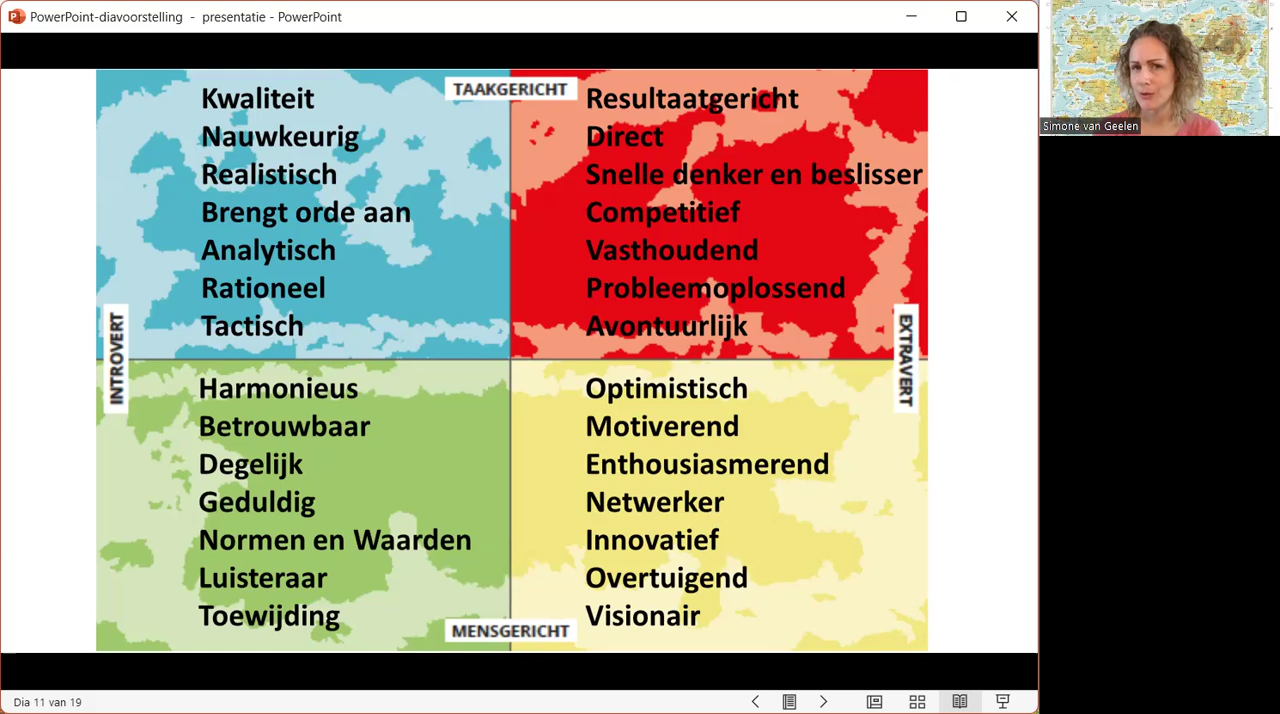 PowerPoint-diavoorstelling - presentatie - PowerPoint
Simone van Geelen
TAAKGERICHT
Kwaliteit
Nauwkeurig
Realistisch
Brengt orde aan
Analytisch
Rationeel
Tactisch
Resultaatgericht
Direct
Snelle denker en beslisser
Competitief
Vasthoudend
Probleemoplossend
Avontuurlijk
INTROVERT
EXTRAVERT
Harmonieus
Betrouwbaar
Degelijk
Geduldig
Normen en Waarden
Luisteraar
Toewijding
Optimistisch
Motiverend
Enthousiasmerend
Netwerker
Innovatief
Overtuigend
Visionair
MENSGERICHT
Dia 11 van 19